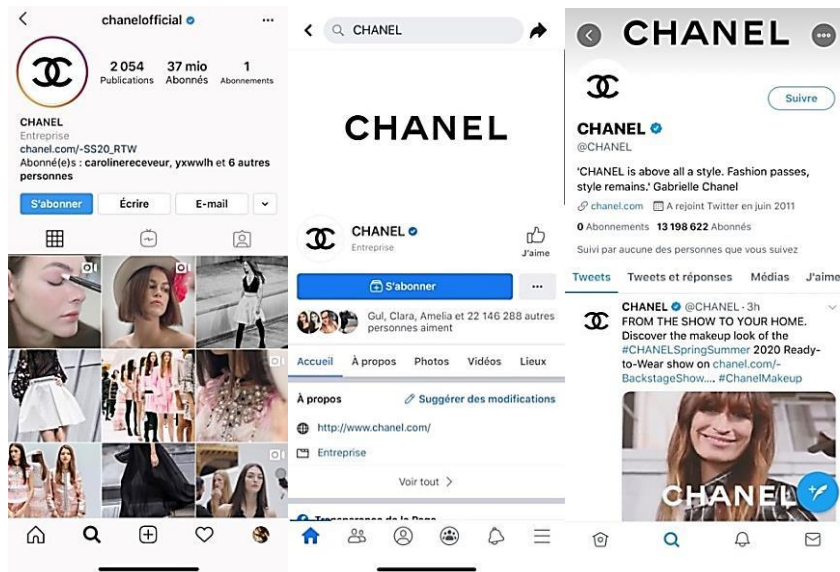 chanelofficial
2 054
37 mio
1
Publications
Abonnés
Abonnements
CHANEL
Entreprise
chanel.com/-SS20_RTW
Abonné(e)s : carolinereceveur, yxwwlh et 6 autres
personnes
S'abonner
Écrire
E-mail
CHANEL
CHANEL
CHANEL
Entreprise
J'aime
S'abonner
Gul, Clara, Amelia et 22 146 288 autres
personnes aiment
Accueil
À propos
Photos
Vidéos
Lieux
À propos
Suggérer des modifications
http://www.chanel.com/
Entreprise
Voir tout
Transparence de la Page
CHANEL
Suivre
CHANEL
@CHANEL
'CHANEL is above all a style. Fashion passes,
style remains.' Gabrielle Chanel
chanel.com A rejoint Twitter en juin 2011
0 Abonnements 13 198 622 Abonnés
Suivi par aucune des personnes que vous suivez
Tweets
Tweets et réponses
Médias
J'aime
CHANEL @CHANEL · 3h
FROM THE SHOW TO YOUR HOME.
Discover the makeup look of the
#CHANELSpringSummer 2020 Ready-
to-Wear show on chanel.com/-
BackstageShow.... #ChanelMakeup
CHANEL